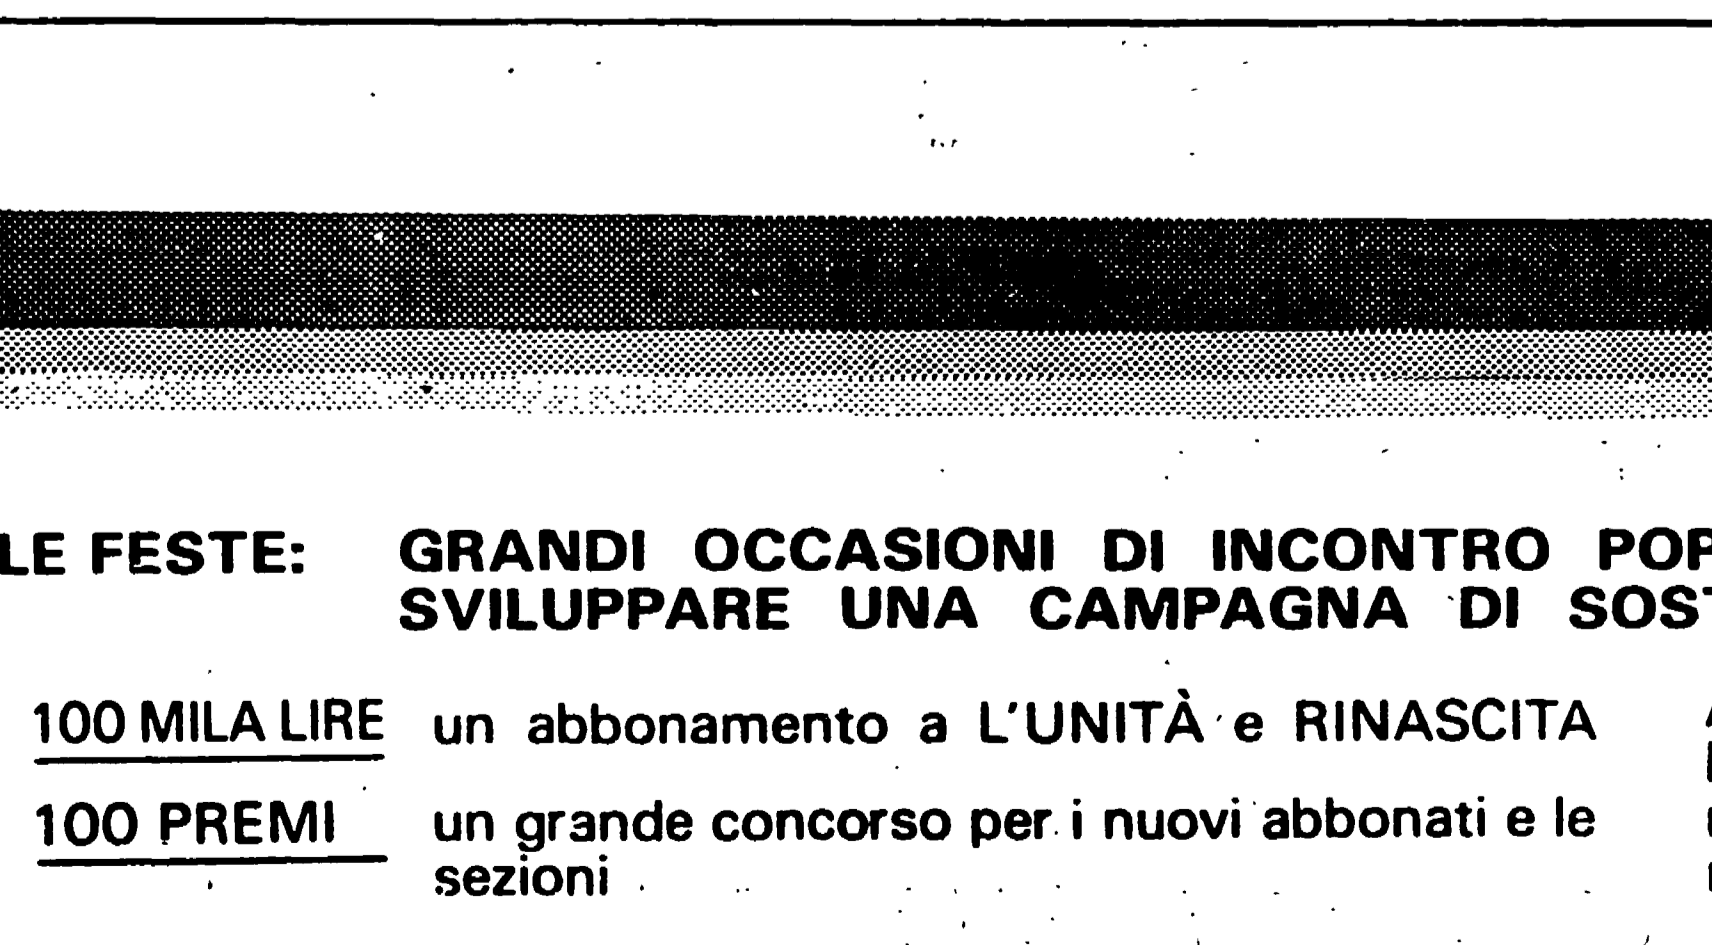 LE FESTE: GRANDI OCCASIONI DI INCONTRO
SVILUPPARE UNA CAMPAGNA DI
100 MILA LIRE un abbonamento a L'UNITÀ e RINASCITA
100 PREMI un grande concorso per i nuovi abbonati e le
sezioni